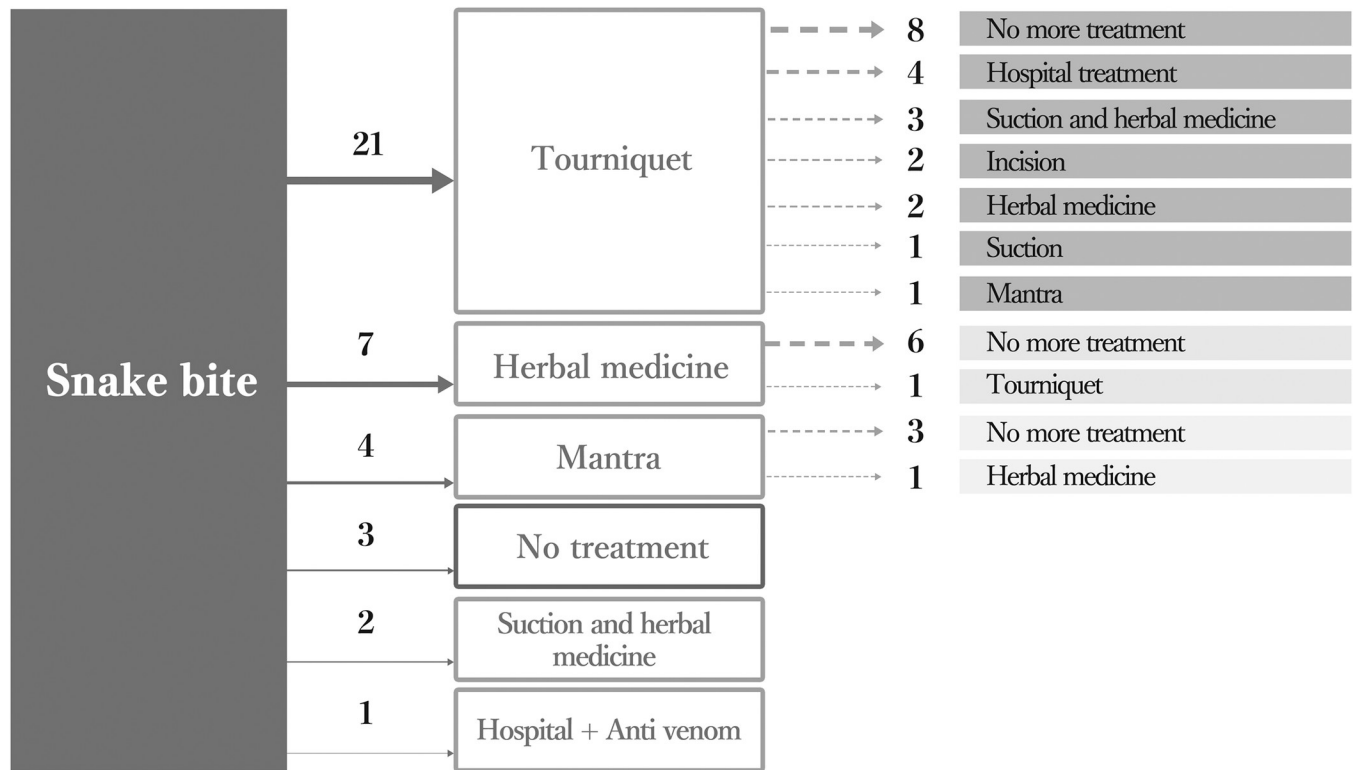 Snake bite
21
Tourniquet
8 No more treatment
4 Hospital treatment
3 Suction and herbal medicine
2 Incision
2 Herbal medicine
1 Suction
1 Mantra
7
Herbal medicine
6 No more treatment
1 Tourniquet
4
Mantra
3 No more treatment
1 Herbal medicine
3
No treatment
2
Suction and herbal
medicine
1
Hospital + Anti venom